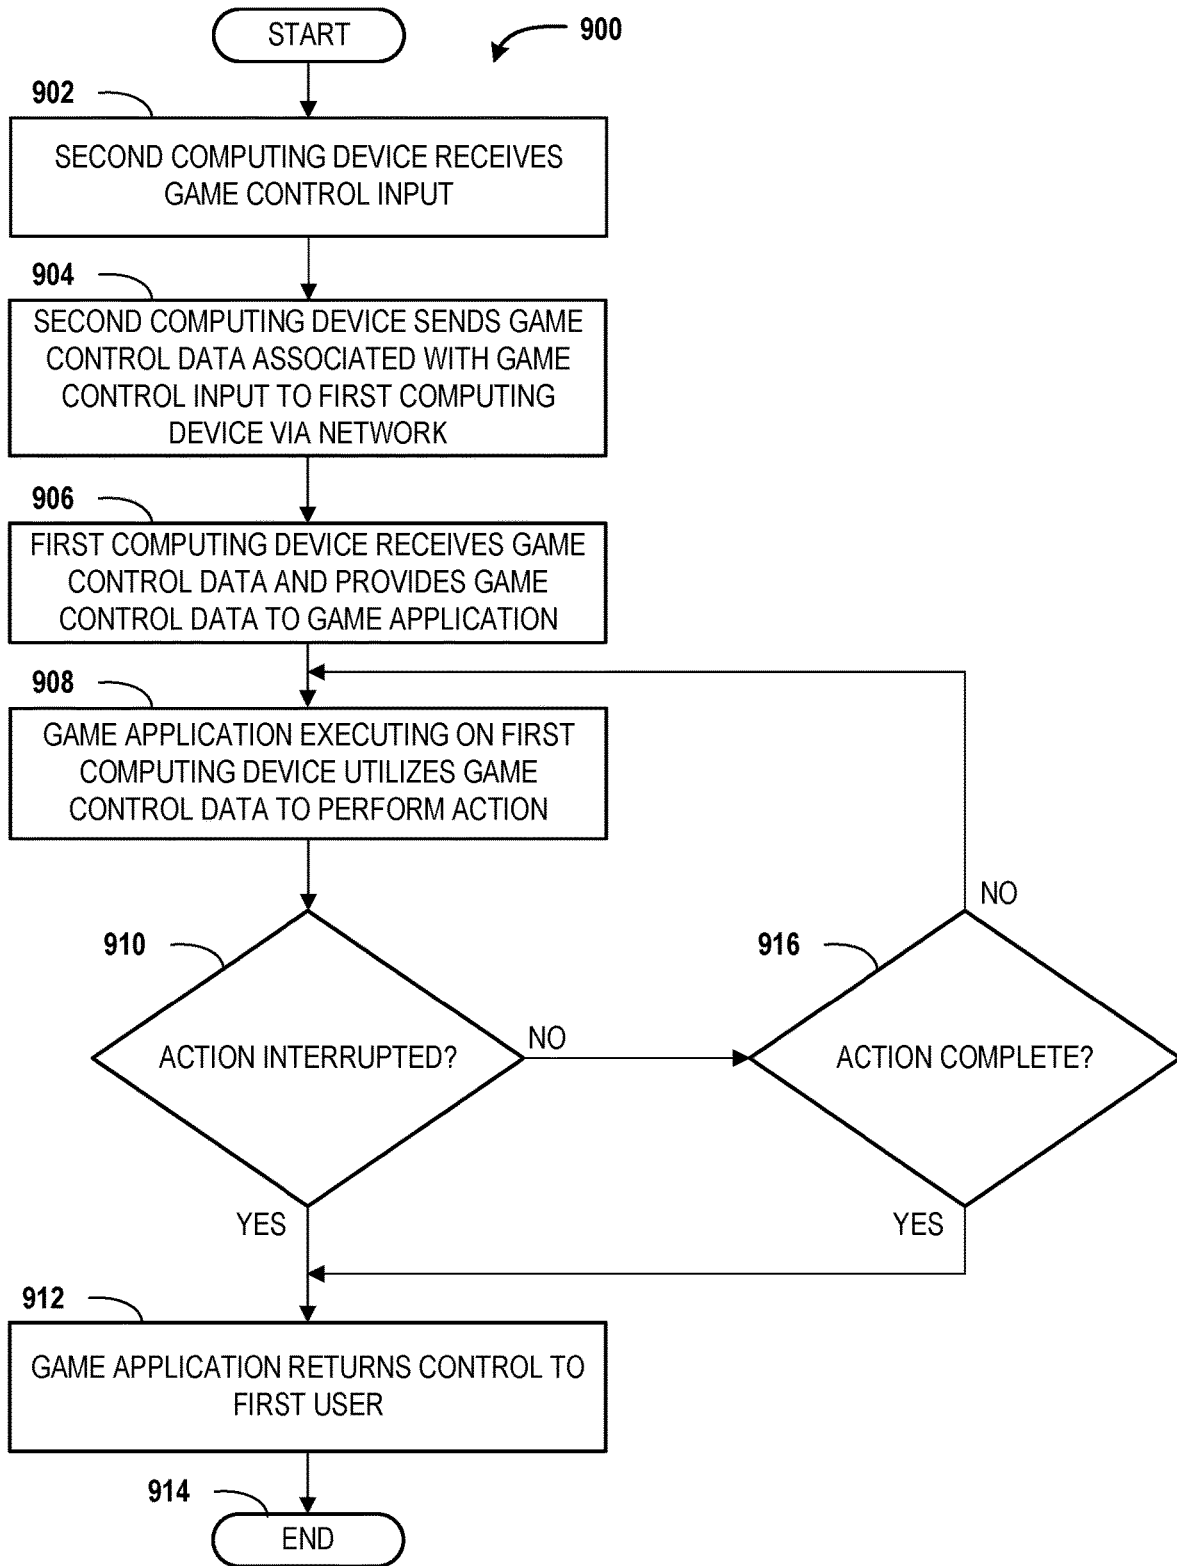 START
900
902
SECOND COMPUTING DEVICE RECEIVES
GAME CONTROL INPUT
904
SECOND COMPUTING DEVICE SENDS GAME
CONTROL DATA ASSOCIATED WITH GAME
CONTROL INPUT TO FIRST COMPUTING
DEVICE VIA NETWORK
906
FIRST COMPUTING DEVICE RECEIVES GAME
CONTROL DATA AND PROVIDES GAME
CONTROL DATA TO GAME APPLICATION
908
GAME APPLICATION EXECUTING ON FIRST
COMPUTING DEVICE UTILIZES GAME
CONTROL DATA TO PERFORM ACTION
910
ACTION INTERRUPTED?
NO
YES
916
NO
ACTION COMPLETE?
YES
912
GAME APPLICATION RETURNS CONTROL TO
FIRST USER
914
END